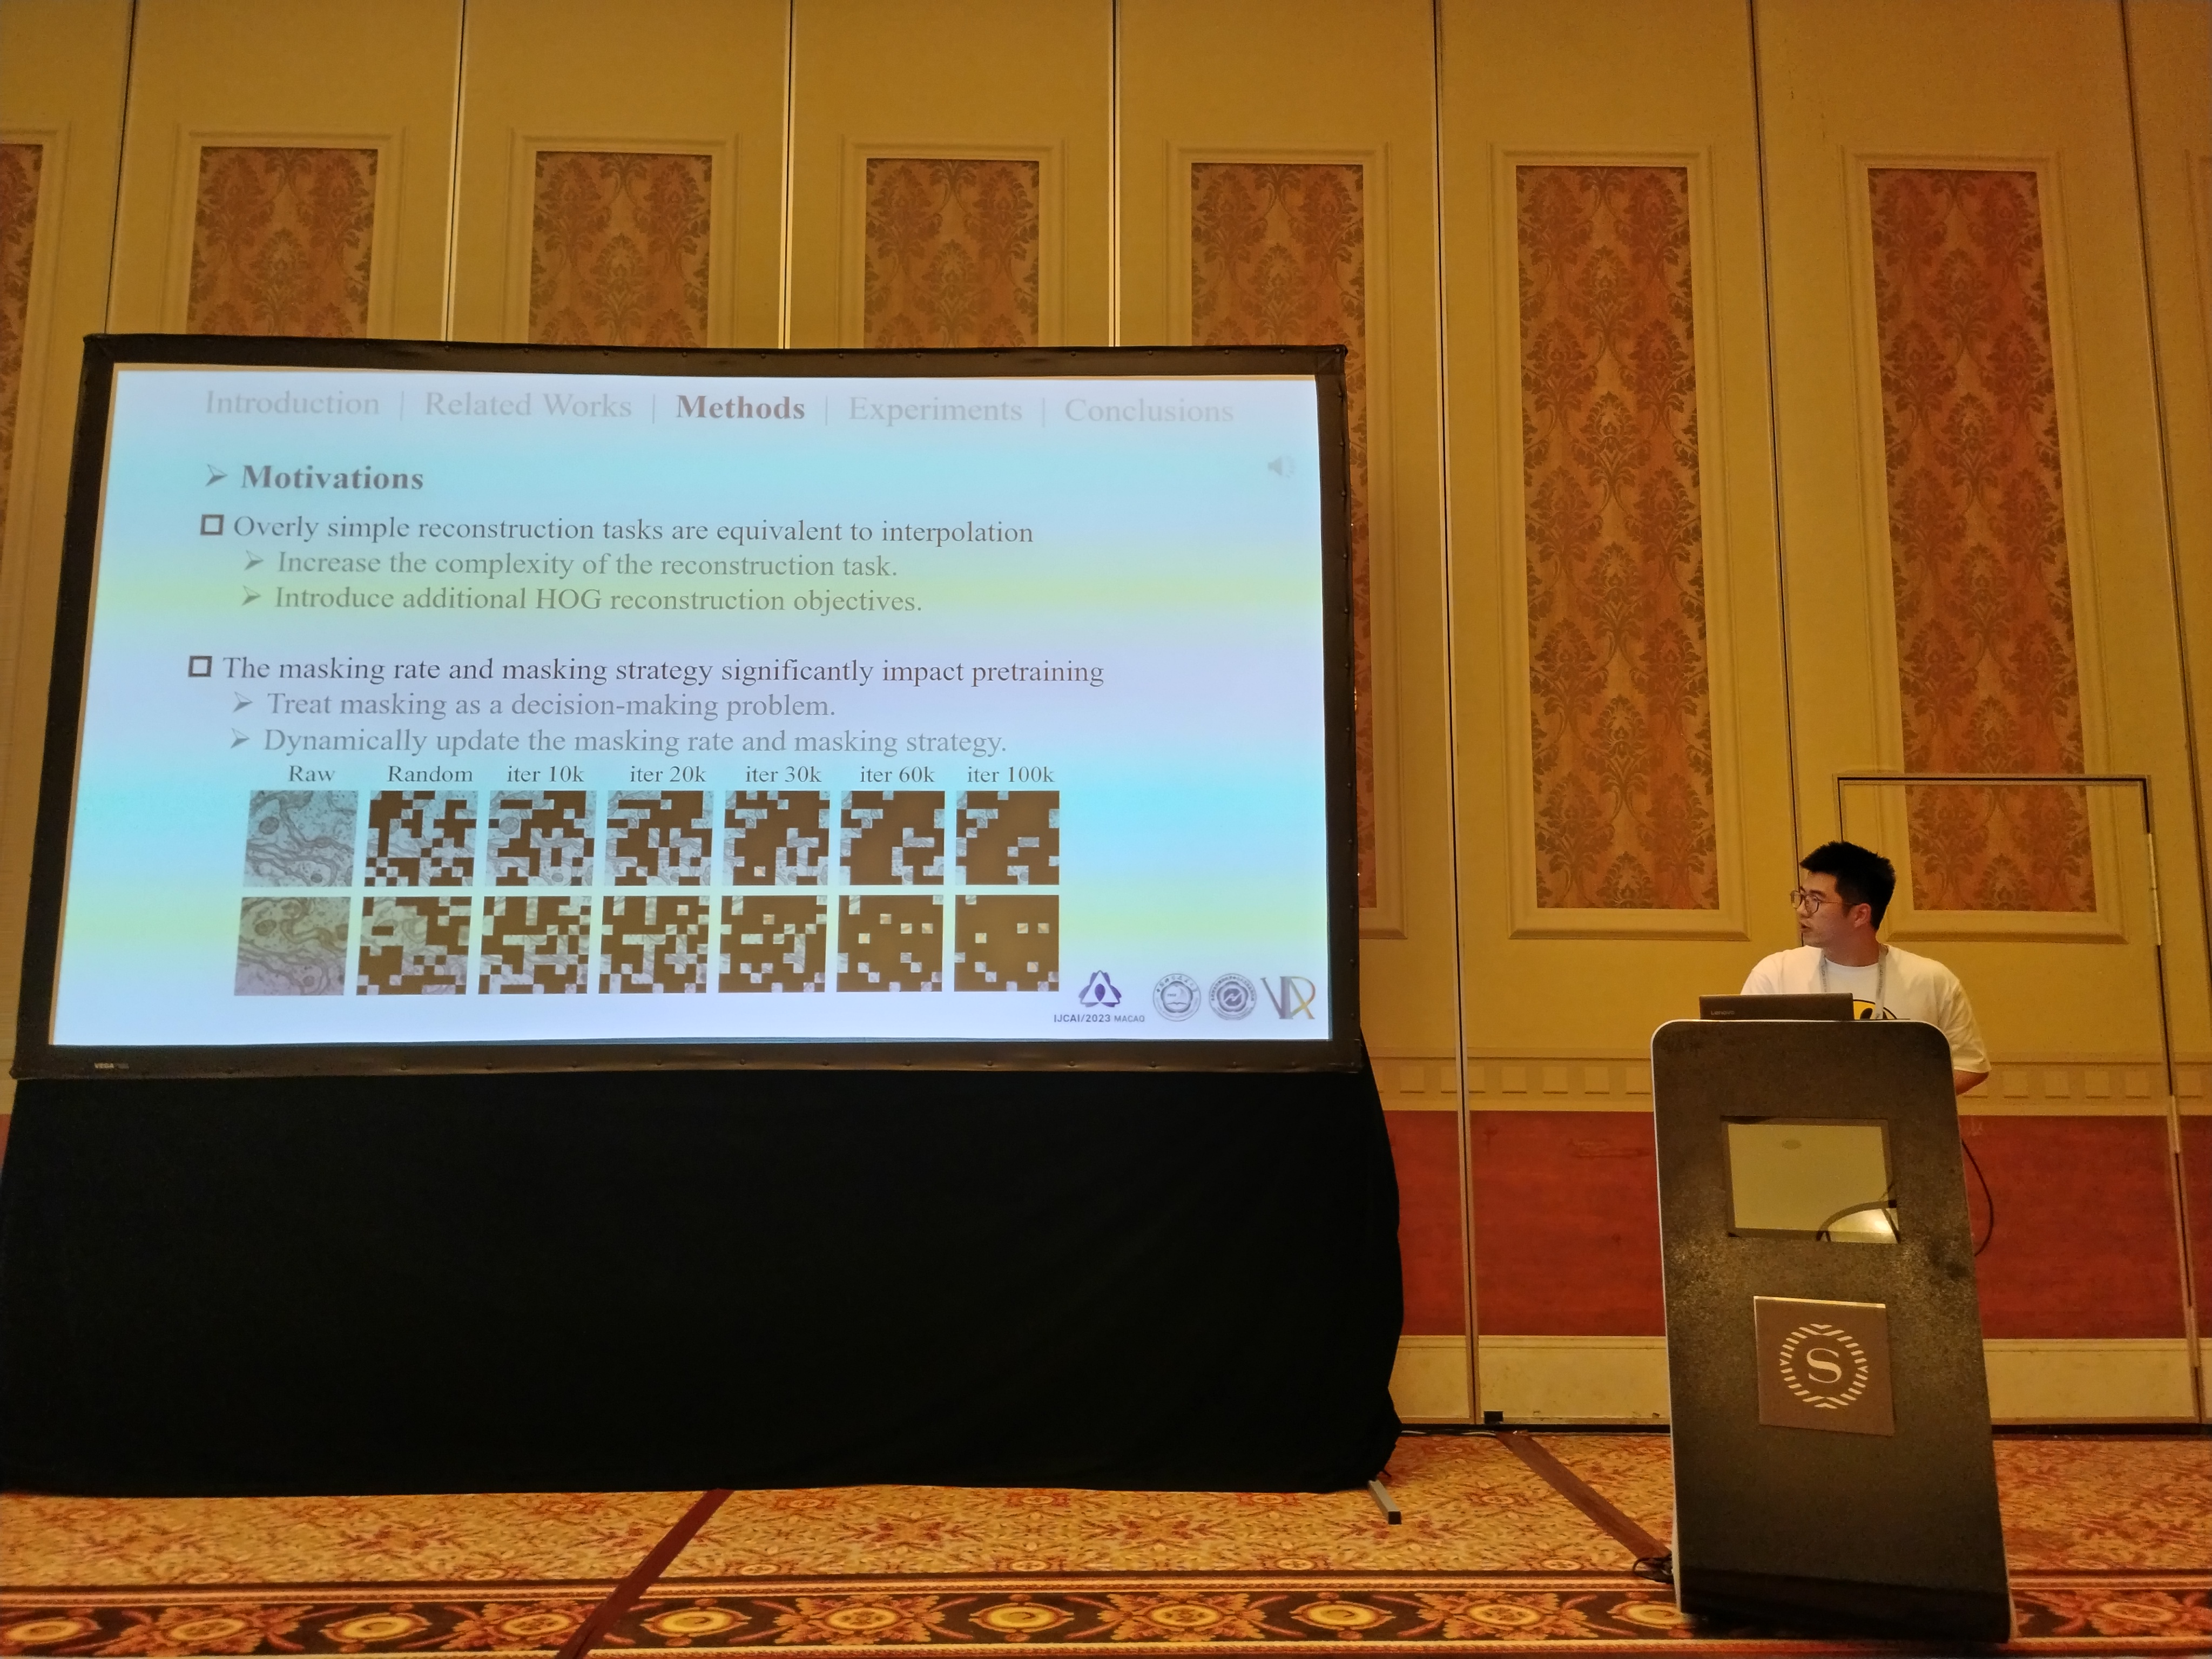 Introduction | Related Works | Methods | Experiments | Conclusions
Motivations
Overly simple reconstruction tasks are equivalent to interpolation
Increase the complexity of the reconstruction task.
Introduce additional HOG reconstruction objectives.
The masking rate and masking strategy significantly impact pretraining
Treat masking as a decision-making problem.
Dynamically update the masking rate and masking strategy.
Raw Random iter 10k iter 20k iter 30k iter 60k iter 100k
IJCAI/2023 MACAO
VEGA
Lenovo
S